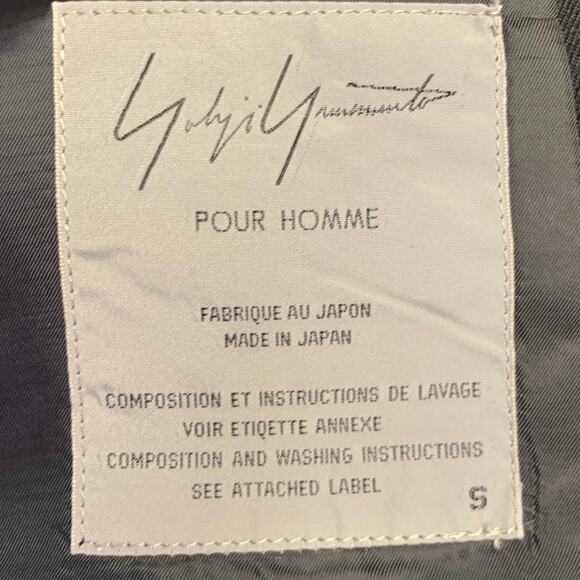 Yohji Yamamoto
POUR HOMME
FABRIQUE AU JAPON
MADE IN JAPAN
COMPOSITION ET INSTRUCTIONS DE LAVAGE
VOIR ETIQETTE ANNEXE
COMPOSITION AND WASHING INSTRUCTIONS
SEE ATTACHED LABEL
S